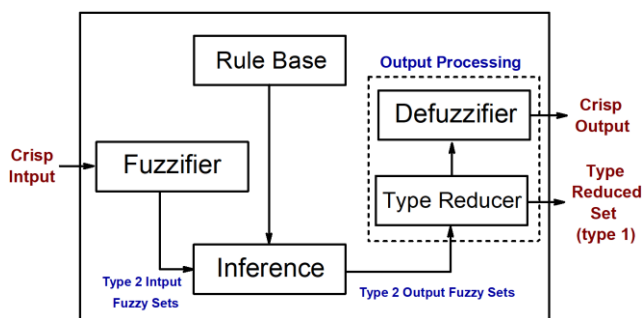 Rule Base
Output Processing
Defuzzifier
Crisp
Output
Crisp
Intput
Fuzzifier
Type Reducer
Type
Reduced
Set
(type 1)
Inference
Type 2 Intput
Fuzzy Sets
Type 2 Output Fuzzy Sets